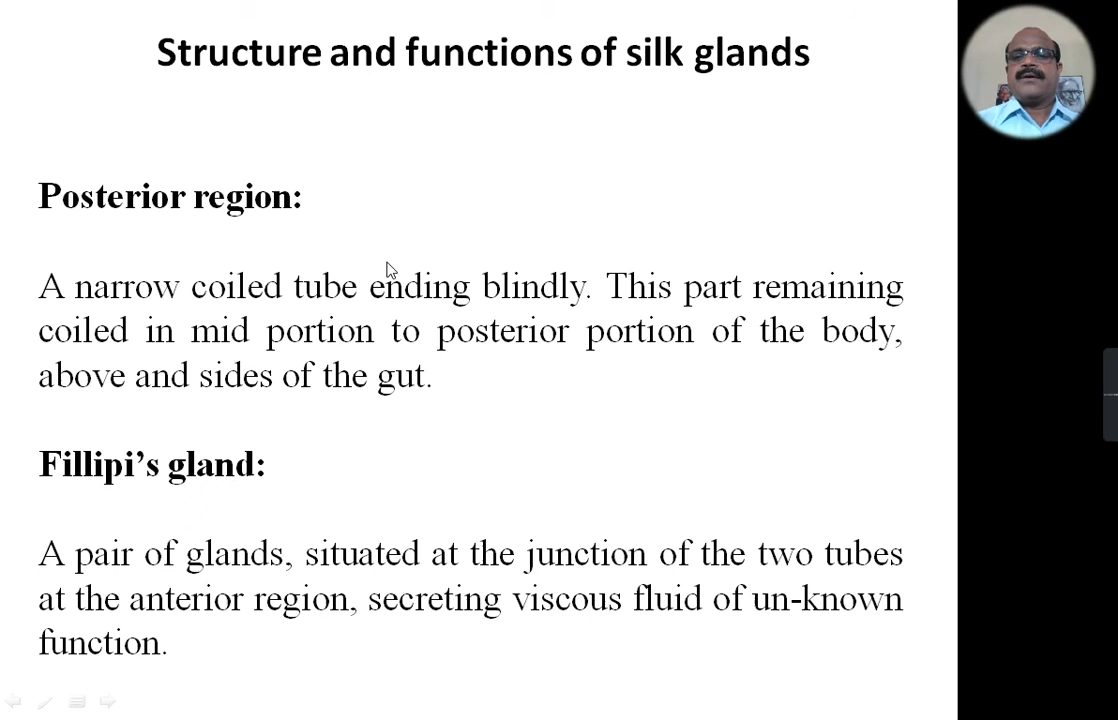 Structure and functions of silk glands
Posterior region:
A narrow coiled tube ending blindly. This part remaining
coiled in mid portion to posterior portion of the body,
above and sides of the gut.
Fillipi’s gland:
A pair of glands, situated at the junction of the two tubes
at the anterior region, secreting viscous fluid of un-known
function.